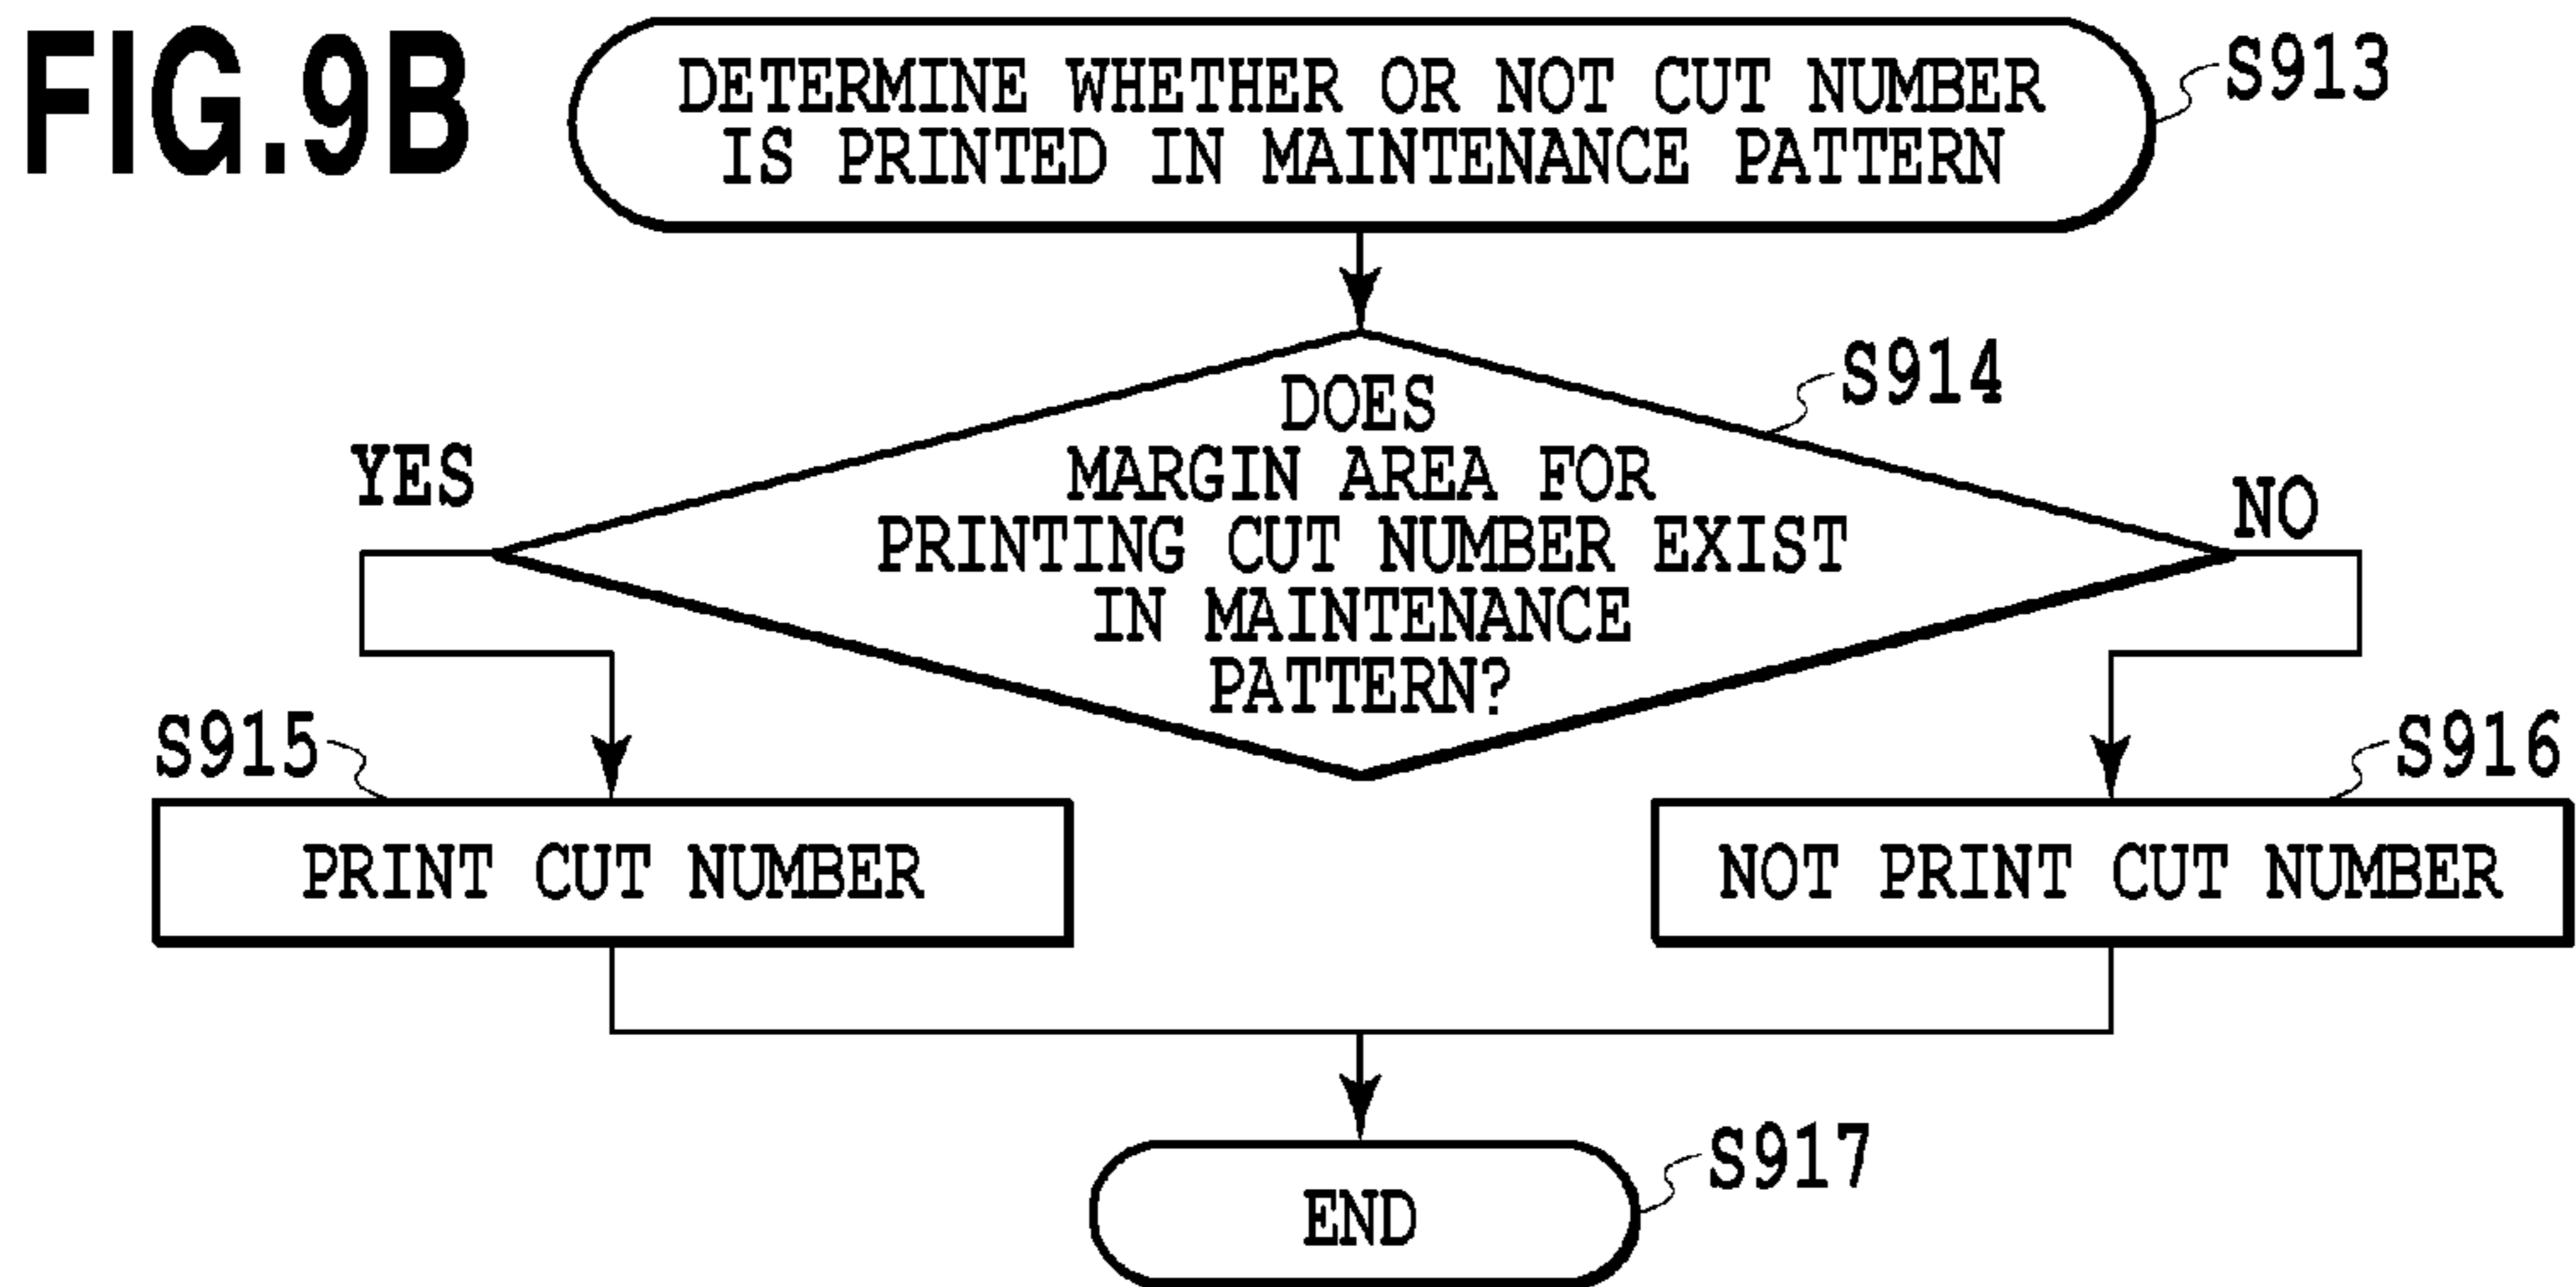 FIG.9B
DETERMINE WHETHER OR NOT CUT NUMBER
IS PRINTED IN MAINTENANCE PATTERN
S913
S914
DOES
MARGIN AREA FOR
PRINTING CUT NUMBER EXIST
IN MAINTENANCE
PATTERN?
YES
NO
S915
PRINT CUT NUMBER
S916
NOT PRINT CUT NUMBER
S917
END